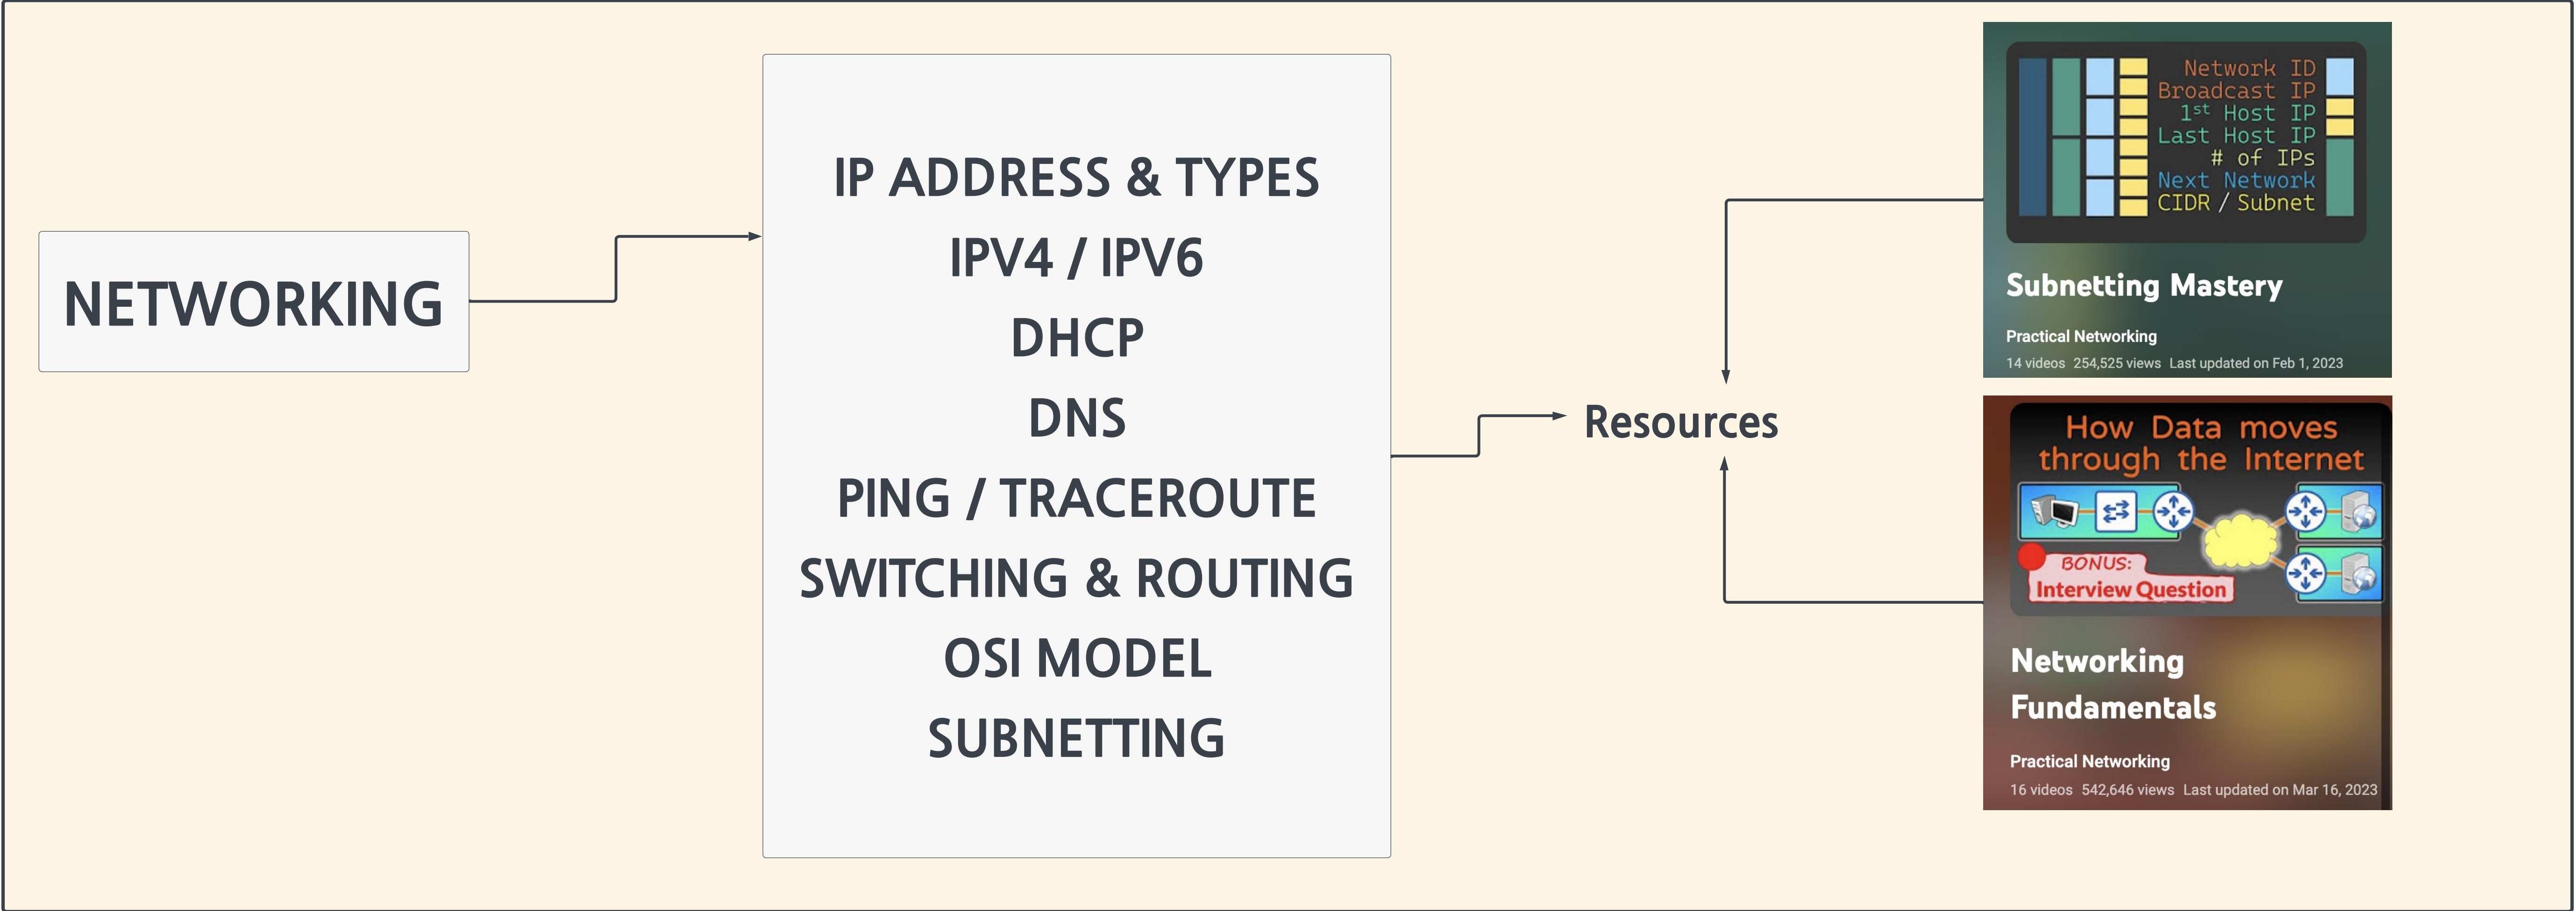 NETWORKING
IP ADDRESS & TYPES
IPV4 / IPV6
DHCP
DNS
PING / TRACEROUTE
SWITCHING & ROUTING
OSI MODEL
SUBNETTING
Resources
Network ID
Broadcast IP
1st Host IP
Last Host IP
# of IPs
Next Network
CIDR / Subnet
Subnetting Mastery
Practical Networking
14 videos 254,525 views Last updated on Feb 1, 2023
How Data moves
through the Internet
BONUS:
Interview Question
Networking
Fundamentals
Practical Networking
16 videos 542,646 views Last updated on Mar 16, 2023